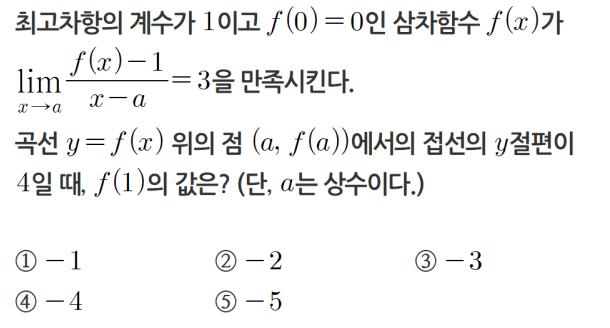 최고차항의 계수가 1이고 f(0)=0인 삼차함수 f(x)가
lim_{x→a} \frac{f(x)-1}{x-a}=3을 만족시킨다.
곡선 y=f(x) 위의 점 (a, f(a))에서의 접선의 y절편이
4일 때, f(1)의 값은? (단, a는 상수이다.)
① -1 ② -2 ③ -3
④ -4 ⑤ -5